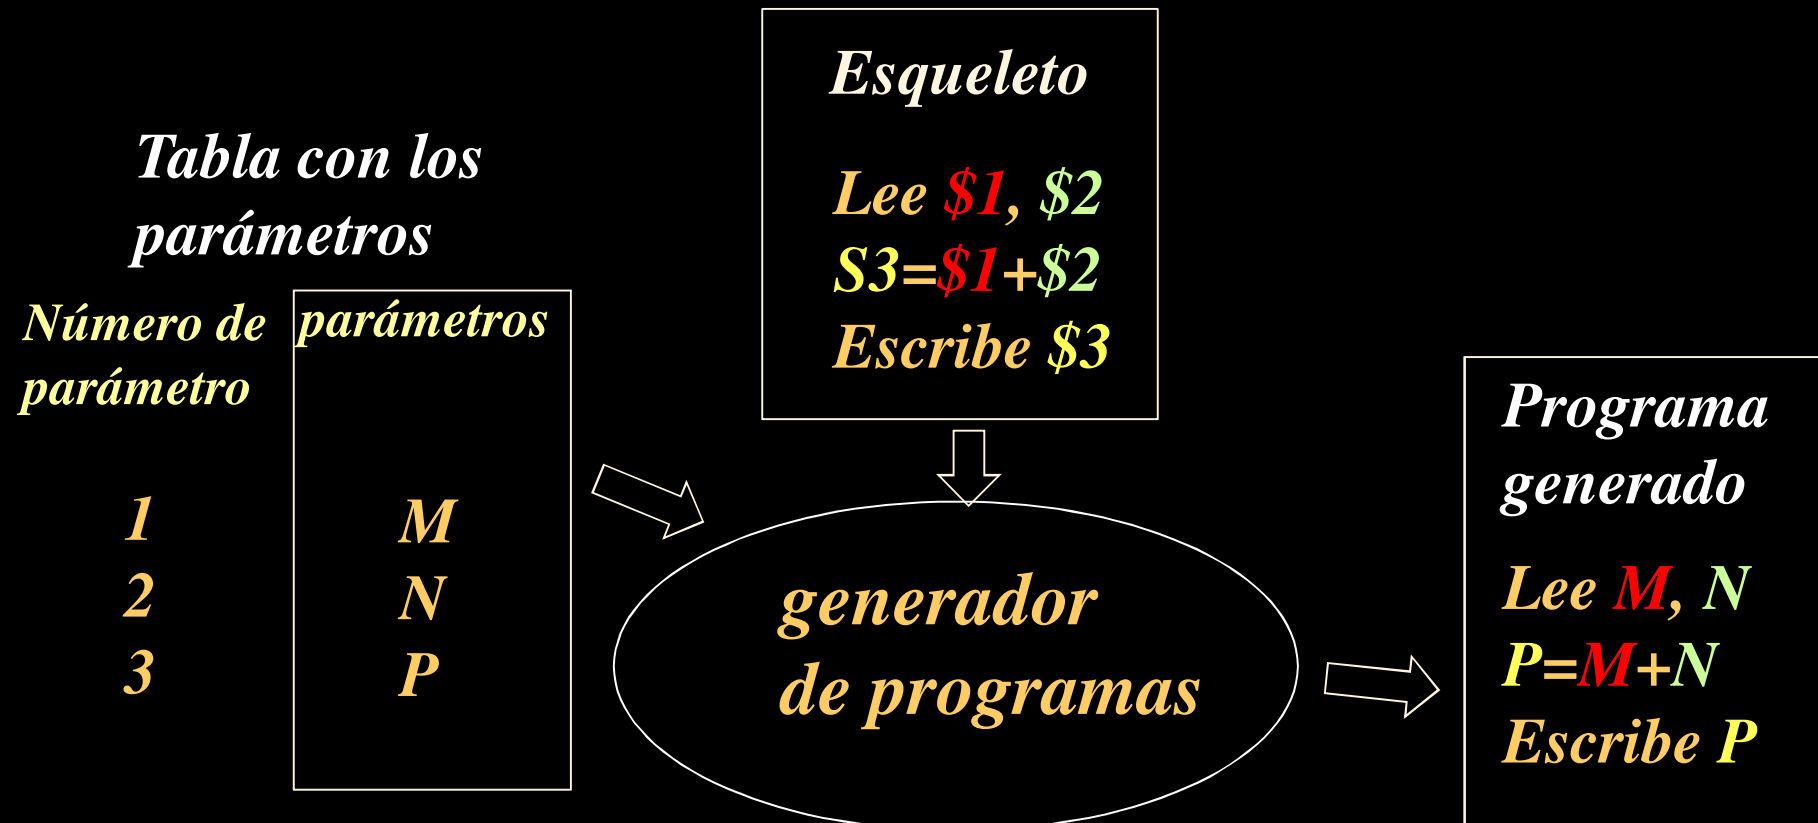 Tabla con los
parámetros
Número de
parámetro
parámetros
1 M
2 N
3 P
Esqueleto
Lee $1, $2
S3=$1+$2
Escribe $3
generador
de programas
Programa
generado
Lee M, N
P=M+N
Escribe P